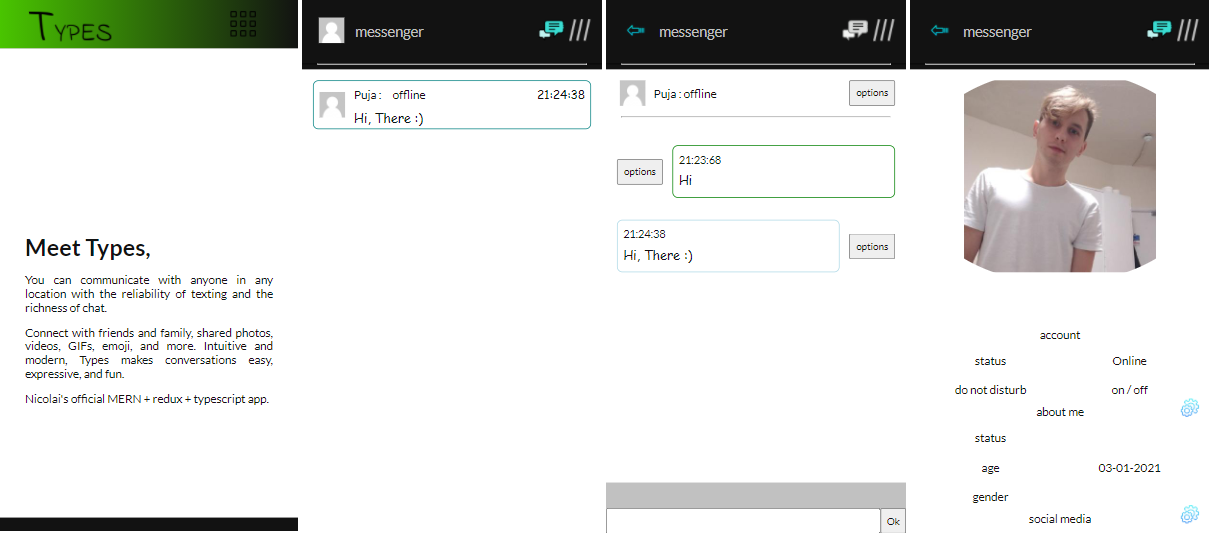 TYPES
Meet Types,
You can communicate with anyone in any
location with the reliability of texting and the
richness of chat.
Connect with friends and family, shared photos,
videos, GIFs, emoji, and more. Intuitive and
modern, Types makes conversations easy,
expressive, and fun.
Nicolai's official MERN + redux + typescript app.
messenger
Puja : offline 21:24:38
Hi, There :)
messenger
Puja : offline options
21:23:68
options Hi
21:24:38
Hi, There :) options
Ok
messenger
account
status Online
do not disturb on / off
about me
status
age 03-01-2021
gender
social media